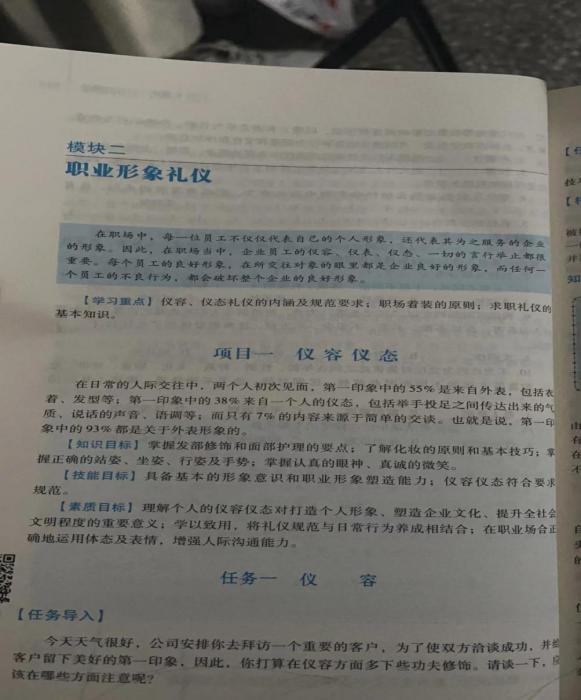 模块二
职业形象礼仪
在职场中，每一位员工不仅仅代表自己的个人形象，还代表其为之服务的企业
的形象。因此，在职场当中，企业员工的仪容、仪表、仪态、一切的言行举止都很
重要。每个员工的良好形象，在所交往对象的眼里都是企业良好的形象，而任何一
个员工的不良行为，都会破坏整个企业的良好形象。
【学习重点】仪容、仪态礼仪的内涵及规范要求；职场着装的原则；求职礼仪的
基本知识。
项目一 仪容仪态
在日常的人际交往中，两个人初次见面，第一印象中的55%是来自外表，包括衣
着、发型等；第一印象中的38%来自一个人的仪态，包括举手投足之间传达出来的气
质、说话的声音、语调等；而只有7%的内容来源于简单的交谈。也就是说，第一印
象中的93%都是关于外表形象的。
【知识目标】掌握发部修饰和面部护理的要点；了解化妆的原则和基本技巧；掌
握正确的站姿、坐姿、行姿及手势；掌握认真的眼神、真诚的微笑。
【技能目标】具备基本的形象意识和职业形象塑造能力；仪容仪态符合要求
规范。
【素质目标】理解个人的仪容仪态对打造个人形象、塑造企业文化、提升全社会
文明程度的重要意义；学以致用，将礼仪规范与日常行为养成相结合；在职场合正
确地运用体态及表情，增强人际沟通能力。
任务一 仪 容
【任务导入】
今天天气很好，公司安排你去拜访一个重要的客户，为了使双方洽谈成功，并给
客户留下美好的第一印象，因此，你打算在仪容方面多下些功夫修饰。请谈一下，应
该在哪些方面注意呢？